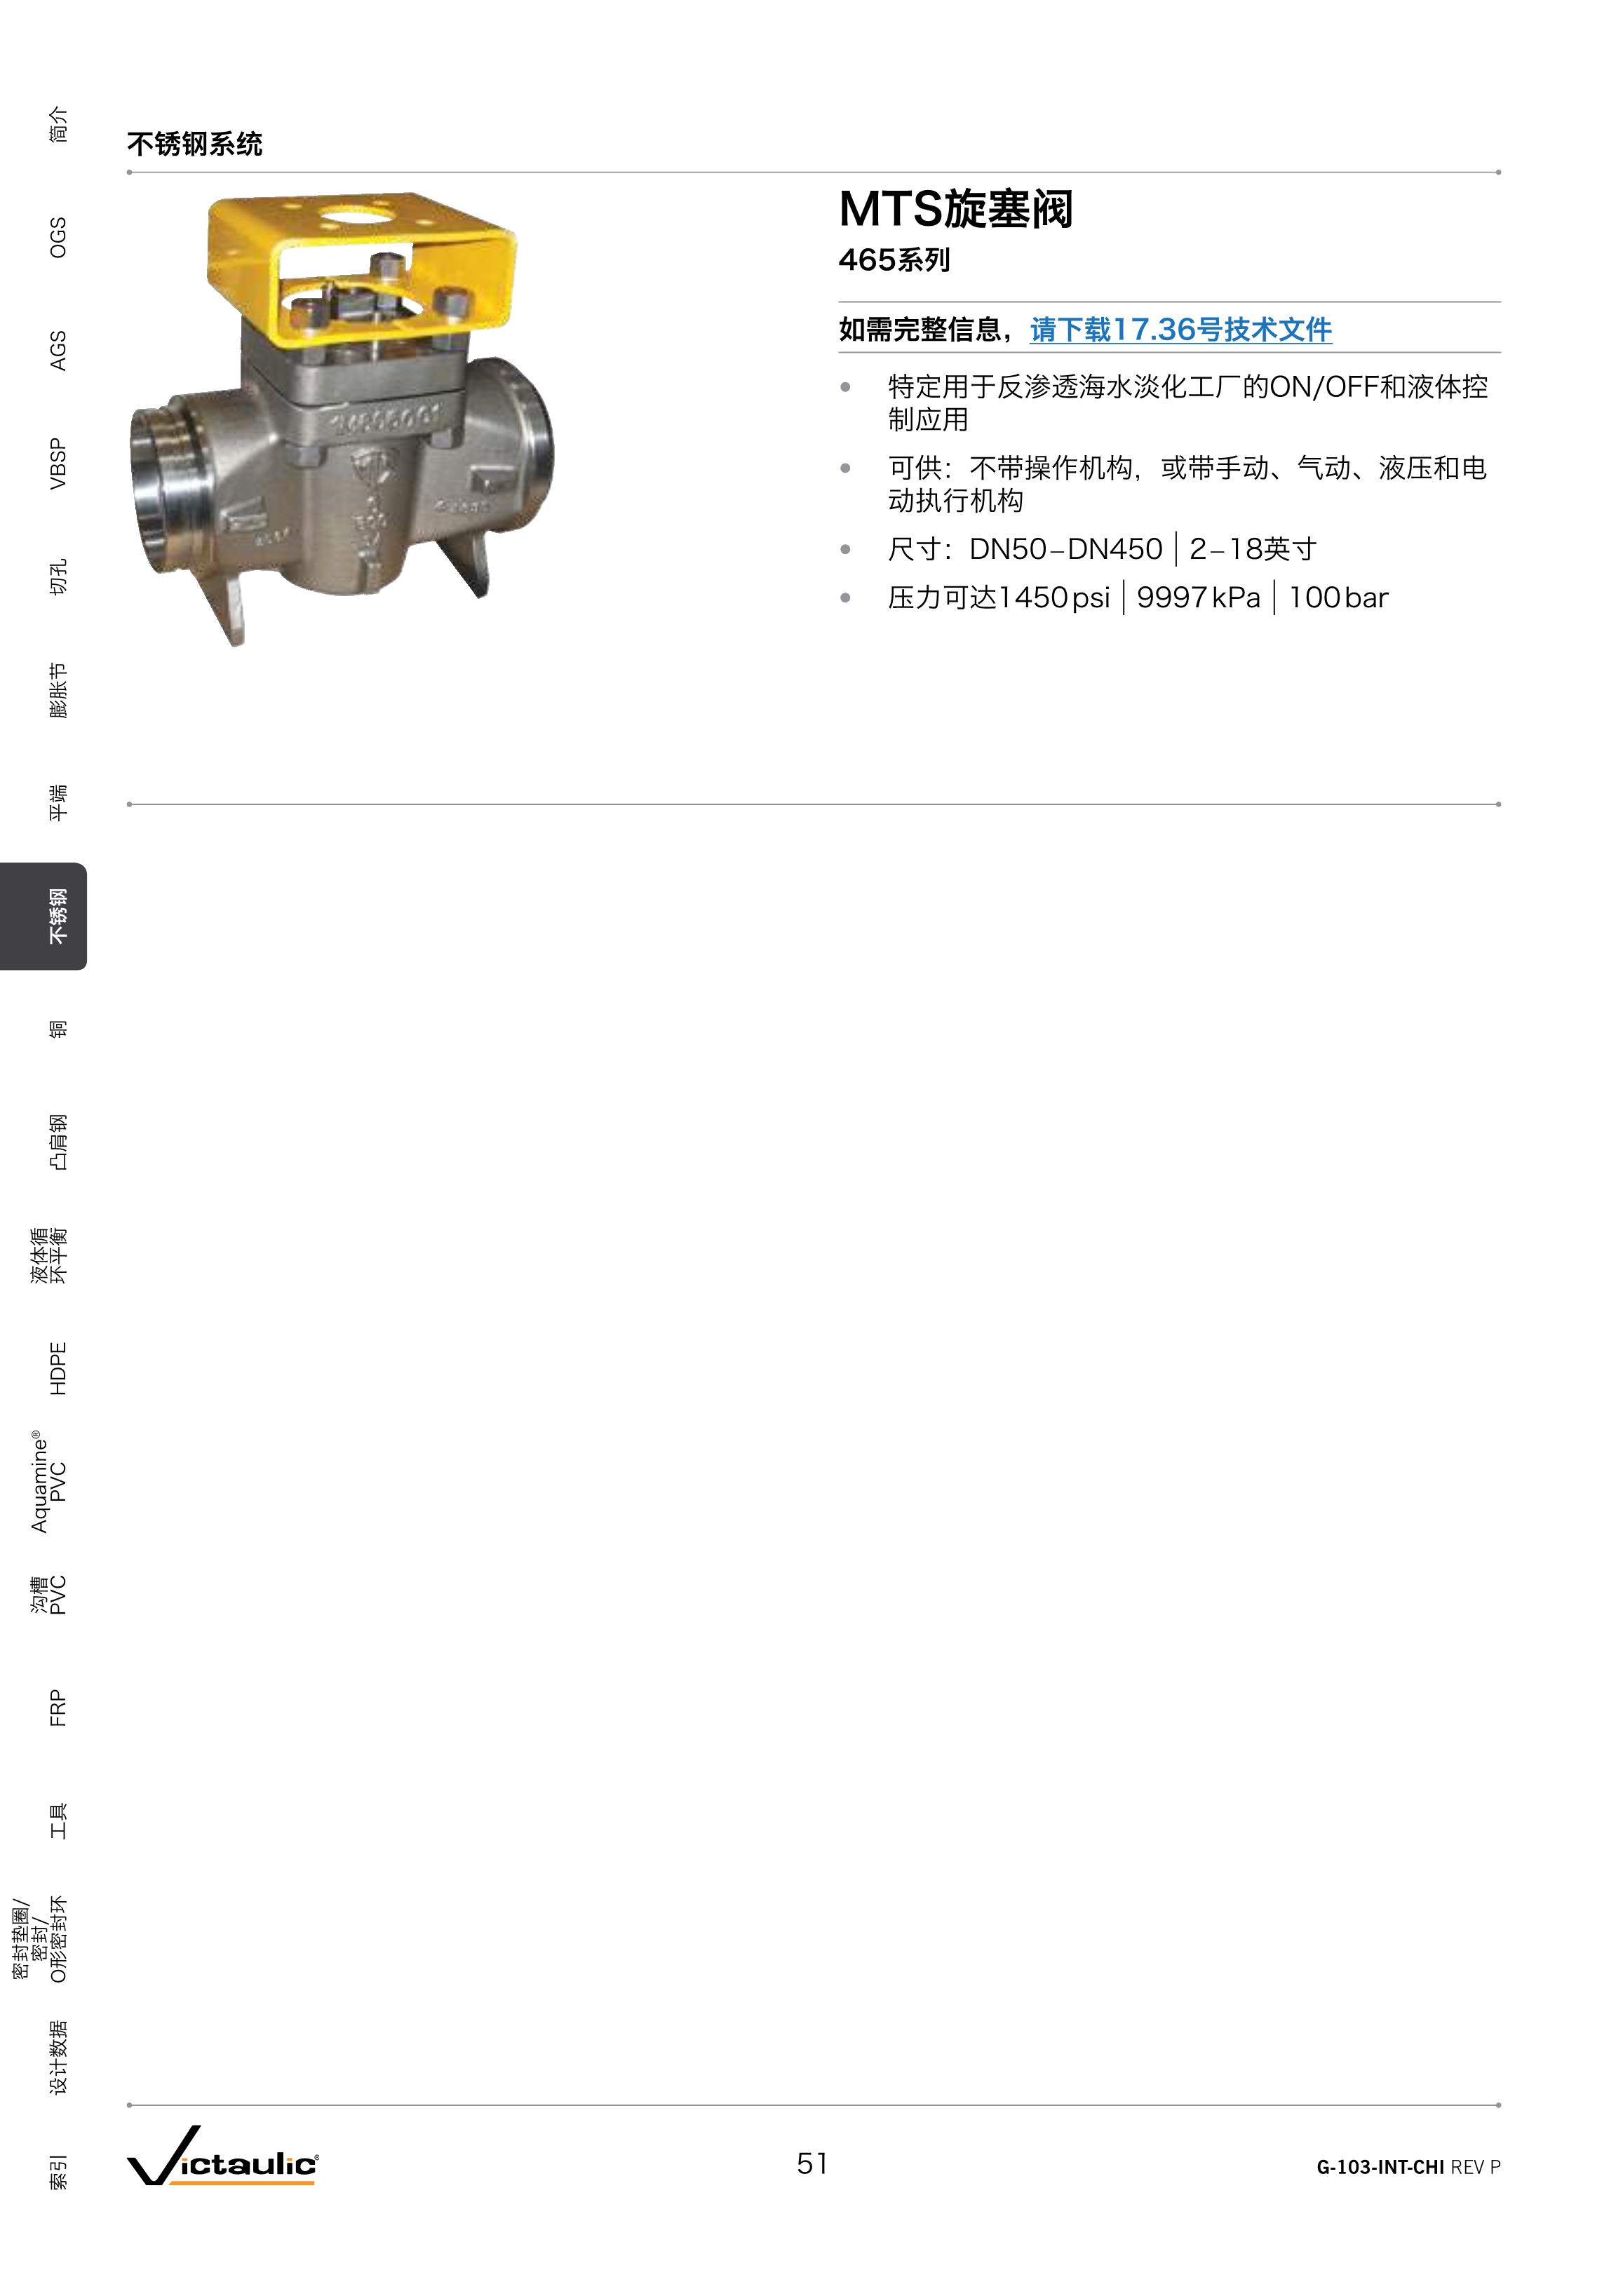 不锈钢系统
MTS旋塞阀
465系列
如需完整信息，请下载17.36号技术文件
● 特定用于反渗透海水淡化工厂的ON/OFF和液体控
制应用
● 可供：不带操作机构，或带手动、气动、液压和电
动执行机构
● 尺寸：DN50–DN450 | 2–18英寸
● 压力可达1450 psi | 9997 kPa | 100 bar
简介
OGS
AGS
VBSP
切孔
膨胀节
平端
不锈钢
铜
凸肩钢
液体循
环平衡
HDPE
Aquamine®
PVC
沟槽
PVC
FRP
工具
密封垫圈/
密封/
O形密封环
设计数据
索引
Victaulic®
51
G-103-INT-CHI REV P